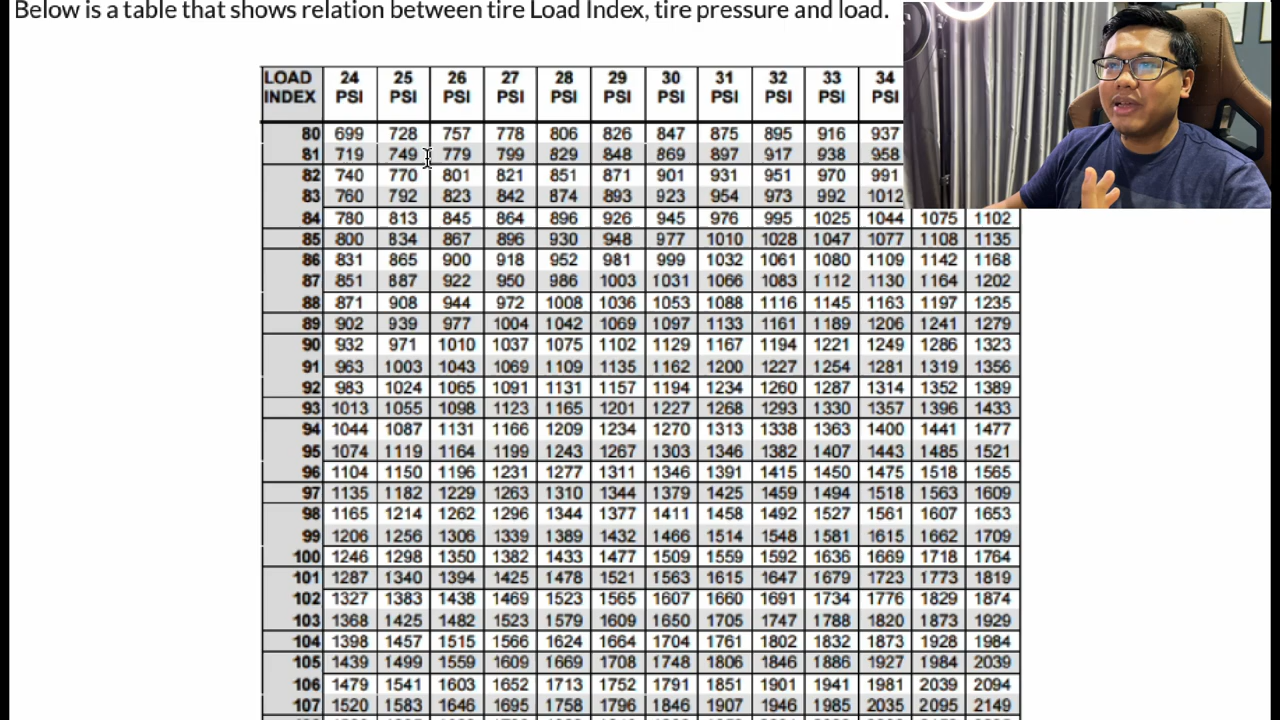 Below is a table that shows relation between tire Load Index, tire pressure and load.
LOAD INDEX 24 PSI 25 PSI 26 PSI 27 PSI 28 PSI 29 PSI 30 PSI 31 PSI 32 PSI 33 PSI 34 PSI
80 699 728 757 778 806 826 847 875 895 916 937
81 719 749 779 799 829 848 869 897 917 938 958
82 740 770 801 821 851 871 901 931 951 970 991
83 760 792 823 842 874 893 923 954 973 992 1012
84 780 813 845 864 896 926 945 976 995 1025 1044 1075 1102
85 800 834 867 896 930 948 977 1010 1028 1047 1077 1108 1135
86 831 865 900 918 952 981 999 1032 1061 1080 1109 1142 1168
87 851 887 922 950 986 1003 1031 1066 1083 1112 1130 1164 1202
88 871 908 944 972 1008 1036 1053 1088 1116 1145 1163 1197 1235
89 902 939 977 1004 1042 1069 1097 1133 1161 1189 1206 1241 1279
90 932 971 1010 1037 1075 1102 1129 1167 1194 1221 1249 1286 1323
91 963 1003 1043 1069 1109 1135 1162 1200 1227 1254 1281 1319 1356
92 983 1024 1065 1091 1131 1157 1194 1234 1260 1287 1314 1352 1389
93 1013 1055 1098 1123 1165 1201 1227 1268 1293 1330 1357 1396 1433
94 1044 1087 1131 1166 1209 1234 1270 1313 1338 1363 1400 1441 1477
95 1074 1119 1164 1199 1243 1267 1303 1346 1382 1407 1443 1485 1521
96 1104 1150 1196 1231 1277 1311 1346 1391 1415 1450 1475 1518 1565
97 1135 1182 1229 1263 1310 1344 1379 1425 1459 1494 1518 1563 1609
98 1165 1214 1262 1296 1344 1377 1411 1458 1492 1527 1561 1607 1653
99 1206 1256 1306 1339 1389 1432 1466 1514 1548 1581 1615 1662 1709
100 1246 1298 1350 1382 1433 1477 1509 1559 1592 1636 1669 1718 1764
101 1287 1340 1394 1425 1478 1521 1563 1615 1647 1679 1723 1773 1819
102 1327 1383 1438 1469 1523 1565 1607 1660 1691 1734 1776 1829 1874
103 1368 1425 1482 1523 1579 1609 1650 1705 1747 1788 1820 1873 1929
104 1398 1457 1515 1566 1624 1664 1704 1761 1802 1832 1873 1928 1984
105 1439 1499 1559 1609 1669 1708 1748 1806 1846 1886 1927 1984 2039
106 1479 1541 1603 1652 1713 1752 1791 1851 1901 1941 1981 2039 2094
107 1520 1583 1646 1695 1758 1796 1846 1907 1946 1985 2035 2095 2149